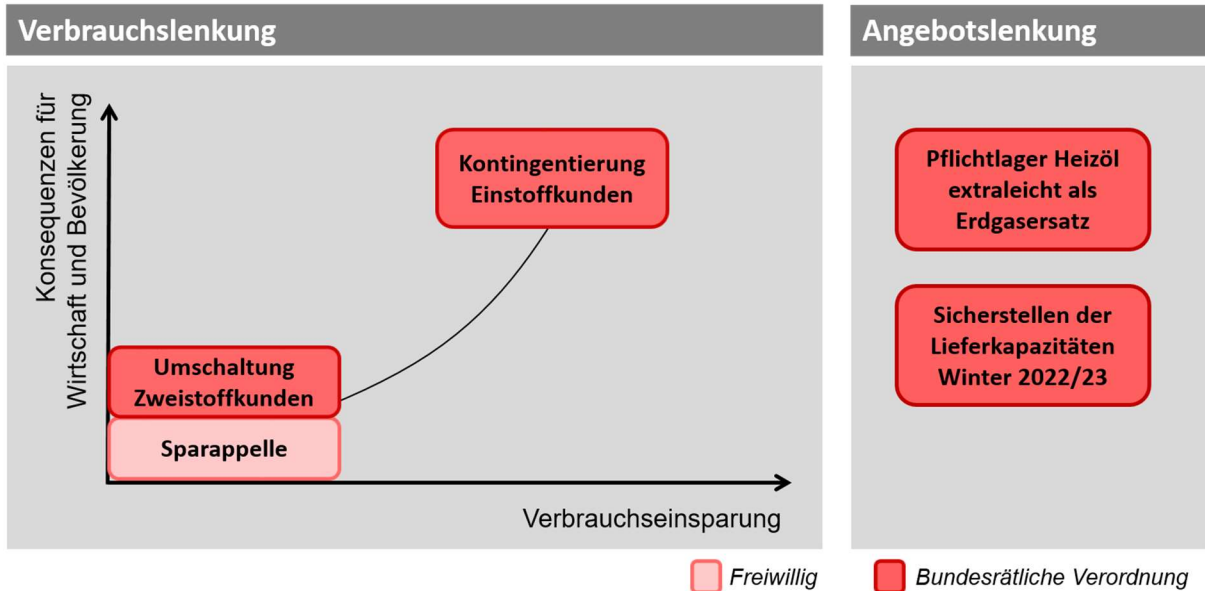 Verbrauchslenkung
Konsequenzen für
Wirtschaft und Bevölkerung
Kontingentierung
Einstoffkunden
Umschaltung
Zweistoffkunden
Sparappelle
Verbrauchseinsparung
Angebotslenkung
Pflichtlager Heizöl
extraleicht als
Erdgasersatz
Sicherstellen der
Lieferkapazitäten
Winter 2022/23
Freiwillig
Bundesrätliche Verordnung